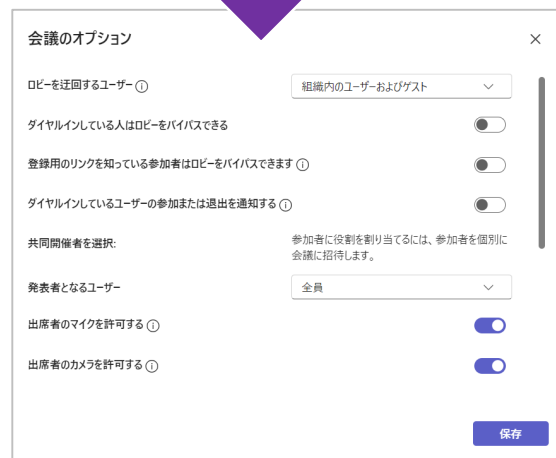 会議のオプション
ロビーを迂回するユーザー
組織内のユーザーおよびゲスト
ダイヤルインしている人はロビーをバイパスできる
登録用のリンクを知っている参加者はロビーをバイパスできます
ダイヤルインしているユーザーの参加または退出を通知する
共同開催者を選択:
参加者に役割を割り当てるには、参加者を個別に
会議に招待します。
発表者となるユーザー
全員
出席者のマイクを許可する
出席者のカメラを許可する
保存